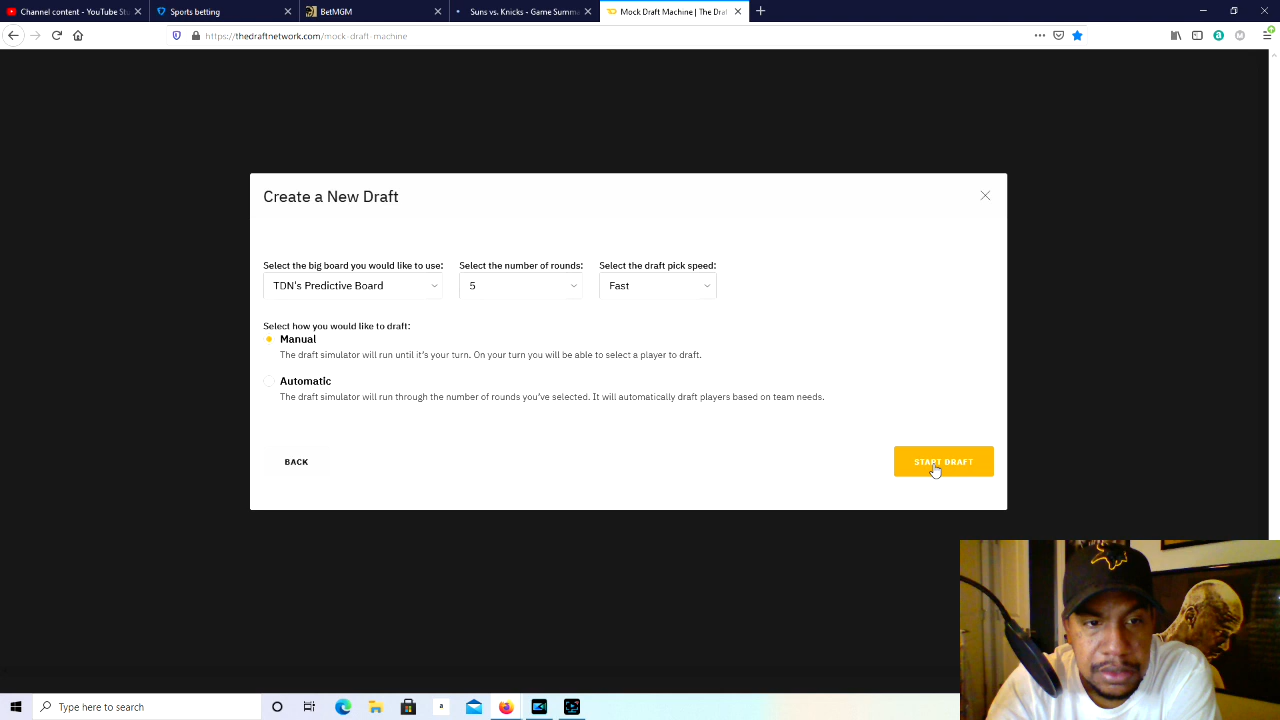 Channel content - YouTube Stu
Sports betting
BetMGM
Suns vs. Knicks - Game Summa
Mock Draft Machine | The Draf
https://thedraftnetwork.com/mock-draft-machine
Create a New Draft
Select the big board you would like to use:
Select the number of rounds:
Select the draft pick speed:
TDN's Predictive Board
5
Fast
Select how you would like to draft:
Manual
The draft simulator will run until it's your turn. On your turn you will be able to select a player to draft.
Automatic
The draft simulator will run through the number of rounds you've selected. It will automatically draft players based on team needs.
BACK
START DRAFT
Type here to search